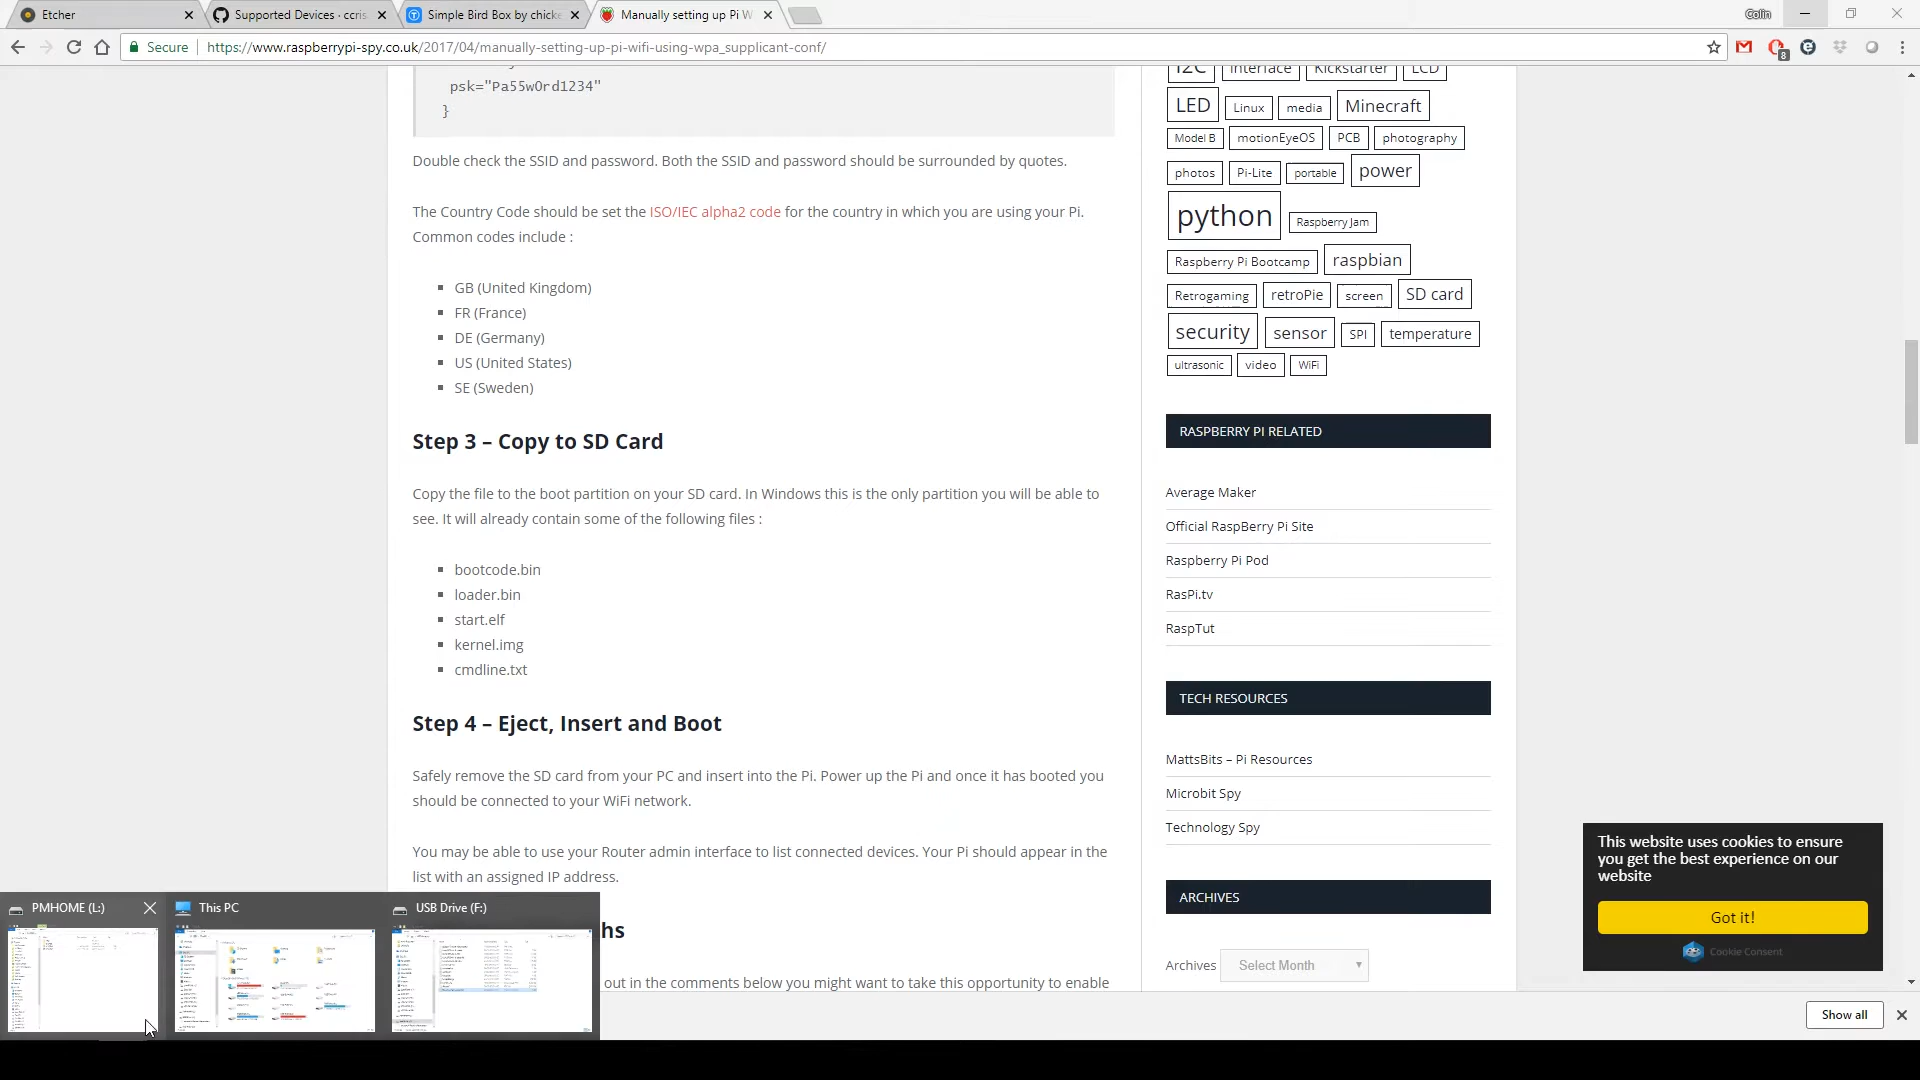 Etcher
Supported Devices · ccris
Simple Bird Box by chicke
Manually setting up Pi W
Colin
Secure
https://www.raspberrypi-spy.co.uk/2017/04/manually-setting-up-pi-wifi-using-wpa_supplicant-conf/
8
psk="Pa55w0rd1234"
}
Double check the SSID and password. Both the SSID and password should be surrounded by quotes.
The Country Code should be set the ISO/IEC alpha2 code for the country in which you are using your Pi.
Common codes include :
GB (United Kingdom)
FR (France)
DE (Germany)
US (United States)
SE (Sweden)
Step 3 – Copy to SD Card
Copy the file to the boot partition on your SD card. In Windows this is the only partition you will be able to
see. It will already contain some of the following files :
bootcode.bin
loader.bin
start.elf
kernel.img
cmdline.txt
Step 4 – Eject, Insert and Boot
Safely remove the SD card from your PC and insert into the Pi. Power up the Pi and once it has booted you
should be connected to your WiFi network.
You may be able to use your Router admin interface to list connected devices. Your Pi should appear in the
list with an assigned IP address.
hs
out in the comments below you might want to take this opportunity to enable
I2C Interface Kickstarter LCD
LED Linux media Minecraft
Model B motionEyeOS PCB photography
photos Pi-Lite portable power
python Raspberry Jam
Raspberry Pi Bootcamp raspbian
Retrogaming retroPie screen SD card
security sensor SPI temperature
ultrasonic video WiFi
RASPBERRY PI RELATED
Average Maker
Official RaspBerry Pi Site
Raspberry Pi Pod
RasPi.tv
RaspTut
TECH RESOURCES
MattsBits – Pi Resources
Microbit Spy
Technology Spy
ARCHIVES
Archives Select Month
This website uses cookies to ensure
you get the best experience on our
website
Got it!
Cookie Consent
PMHOME (L:)
This PC
USB Drive (F:)
Show all